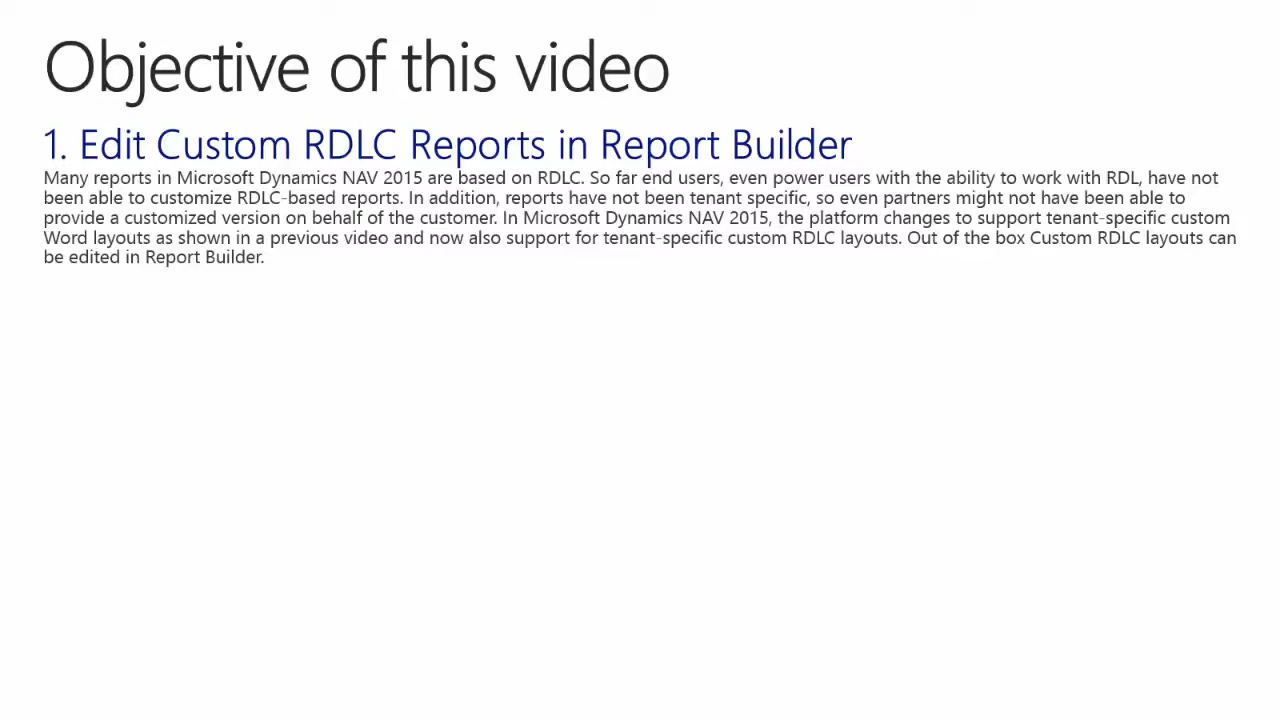 Objective of this video
1. Edit Custom RDLC Reports in Report Builder
Many reports in Microsoft Dynamics NAV 2015 are based on RDLC. So far end users, even power users with the ability to work with RDL, have not
been able to customize RDLC-based reports. In addition, reports have not been tenant specific, so even partners might not have been able to
provide a customized version on behalf of the customer. In Microsoft Dynamics NAV 2015, the platform changes to support tenant-specific custom
Word layouts as shown in a previous video and now also support for tenant-specific custom RDLC layouts. Out of the box Custom RDLC layouts can
be edited in Report Builder.